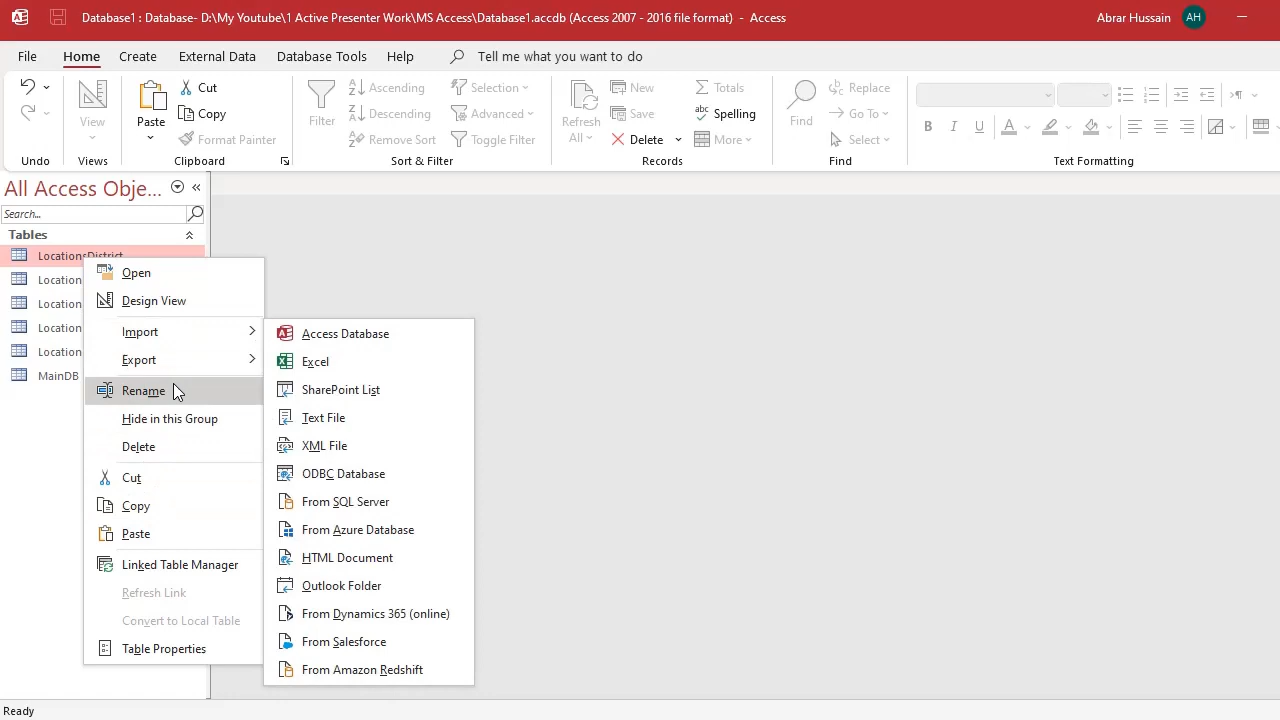 Database1 : Database- D:\My Youtube\1 Active Presenter Work\MS Access\Database1.accdb (Access 2007 - 2016 file format) - Access
Abrar Hussain AH
File Home Create External Data Database Tools Help Tell me what you want to do
View
Paste
Cut
Copy
Format Painter
Filter
Ascending
Descending
Remove Sort
Selection
Advanced
Toggle Filter
Refresh
All
New
Save
Delete
Totals
Spelling
More
Find
Replace
Go To
Select
B I U A
Undo Views Clipboard Sort & Filter Records Find Text Formatting
All Access Obje...
Search...
Tables
LocationsDistrict
Location
Location
Location
Location
MainDB
Open
Design View
Import
Export
Rename
Hide in this Group
Delete
Cut
Copy
Paste
Linked Table Manager
Refresh Link
Convert to Local Table
Table Properties
Access Database
Excel
SharePoint List
Text File
XML File
ODBC Database
From SQL Server
From Azure Database
HTML Document
Outlook Folder
From Dynamics 365 (online)
From Salesforce
From Amazon Redshift
Ready